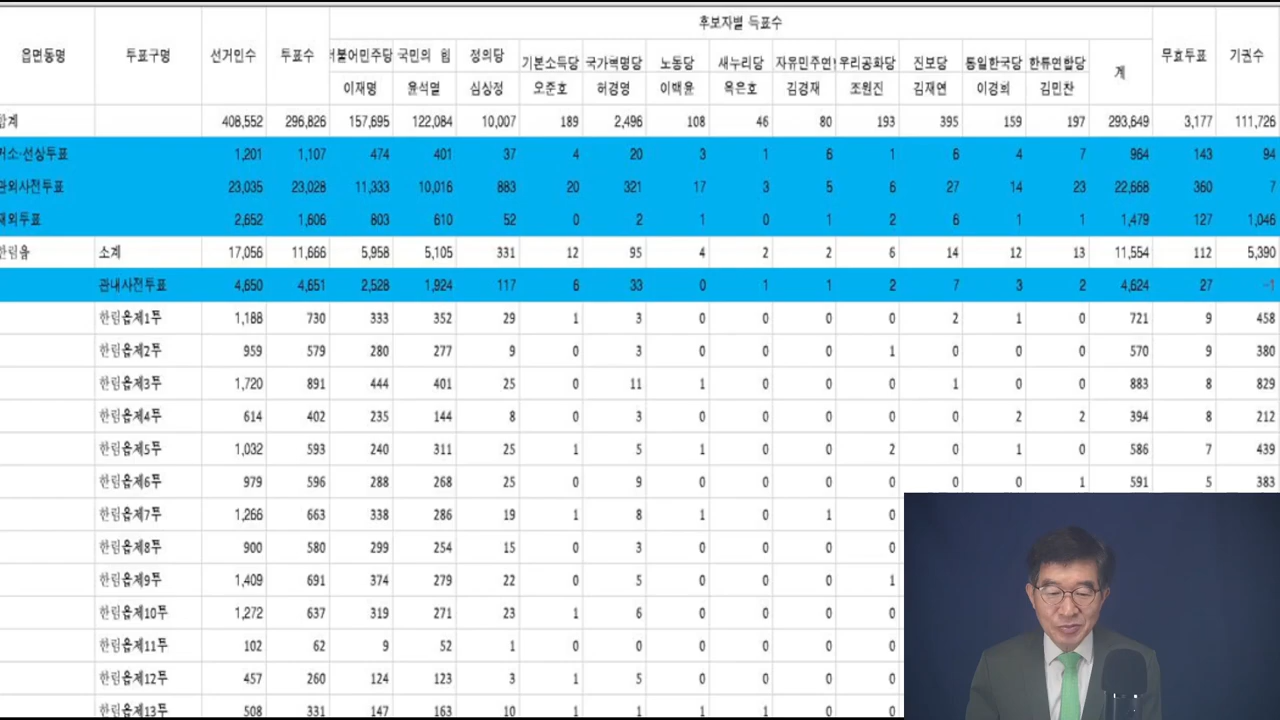 후보자별 득표수
읍면동명 투표구명 선거인수 투표수 더불어민주당 국민의 힘 정의당 기본소득당 국가혁명당 노동당 새누리당 자유민주연 우리공화당 진보당 통일한국당 한류연합당 계 무효투표 기권수
이재명 윤석열 심상정 오준호 허경영 이백윤 옥은호 김경재 조원진 김재연 이경희 김민찬
합계 408,552 296,826 157,695 122,084 10,007 189 2,496 108 46 80 193 395 159 197 293,649 3,177 111,726
거소·선상투표 1,201 1,107 474 401 37 4 20 3 1 6 1 6 4 7 964 143 94
관외사전투표 23,035 23,028 11,333 10,016 883 20 321 17 3 5 6 27 14 23 22,668 360 7
재외투표 2,652 1,606 803 610 52 0 2 1 0 1 2 6 1 1 1,479 127 1,046
한림읍 소계 17,056 11,666 5,958 5,105 331 12 95 4 2 2 6 14 12 13 11,554 112 5,390
관내사전투표 4,650 4,651 2,528 1,924 117 6 33 0 1 1 2 7 3 2 4,624 27 -1
한림읍제1투 1,188 730 333 352 29 1 3 0 0 0 0 2 1 0 721 9 458
한림읍제2투 959 579 280 277 9 0 3 0 0 0 1 0 0 0 570 9 380
한림읍제3투 1,720 891 444 401 25 0 11 1 0 0 0 1 0 0 883 8 829
한림읍제4투 614 402 235 144 8 0 3 0 0 0 0 0 2 2 394 8 212
한림읍제5투 1,032 593 240 311 25 1 5 1 0 0 2 0 1 0 586 7 439
한림읍제6투 979 596 288 268 25 0 9 0 0 0 0 0 0 1 591 5 383
한림읍제7투 1,266 663 338 286 19 1 8 1 0 1 0
한림읍제8투 900 580 299 254 15 0 3 0 0 0 0
한림읍제9투 1,409 691 374 279 22 0 5 0 0 0 1
한림읍제10투 1,272 637 319 271 23 1 6 0 0 0 0
한림읍제11투 102 62 9 52 1 0 0 0 0 0 0
한림읍제12투 457 260 124 123 3 1 5 0 0 0 0
한림읍제13투 508 331 147 163 10 1 1 1 1 0 0